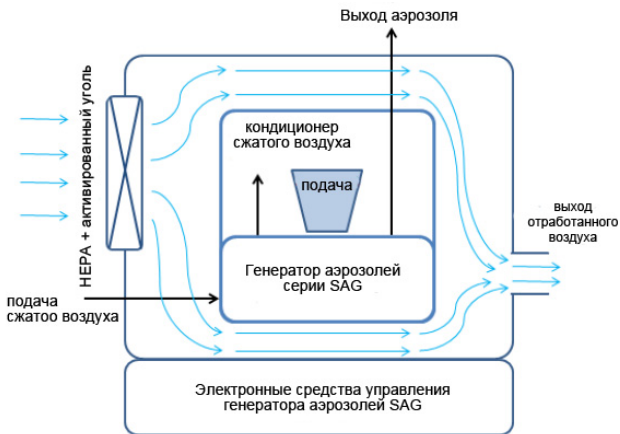 Выход аэрозоля
HEPA + активированный уголь
кондиционер
сжатого воздуха
подача
выход
отработанного
воздуха
Генератор аэрозолей
серии SAG
подача
сжатоо воздуха
Электронные средства управления
генератора аэрозолей SAG